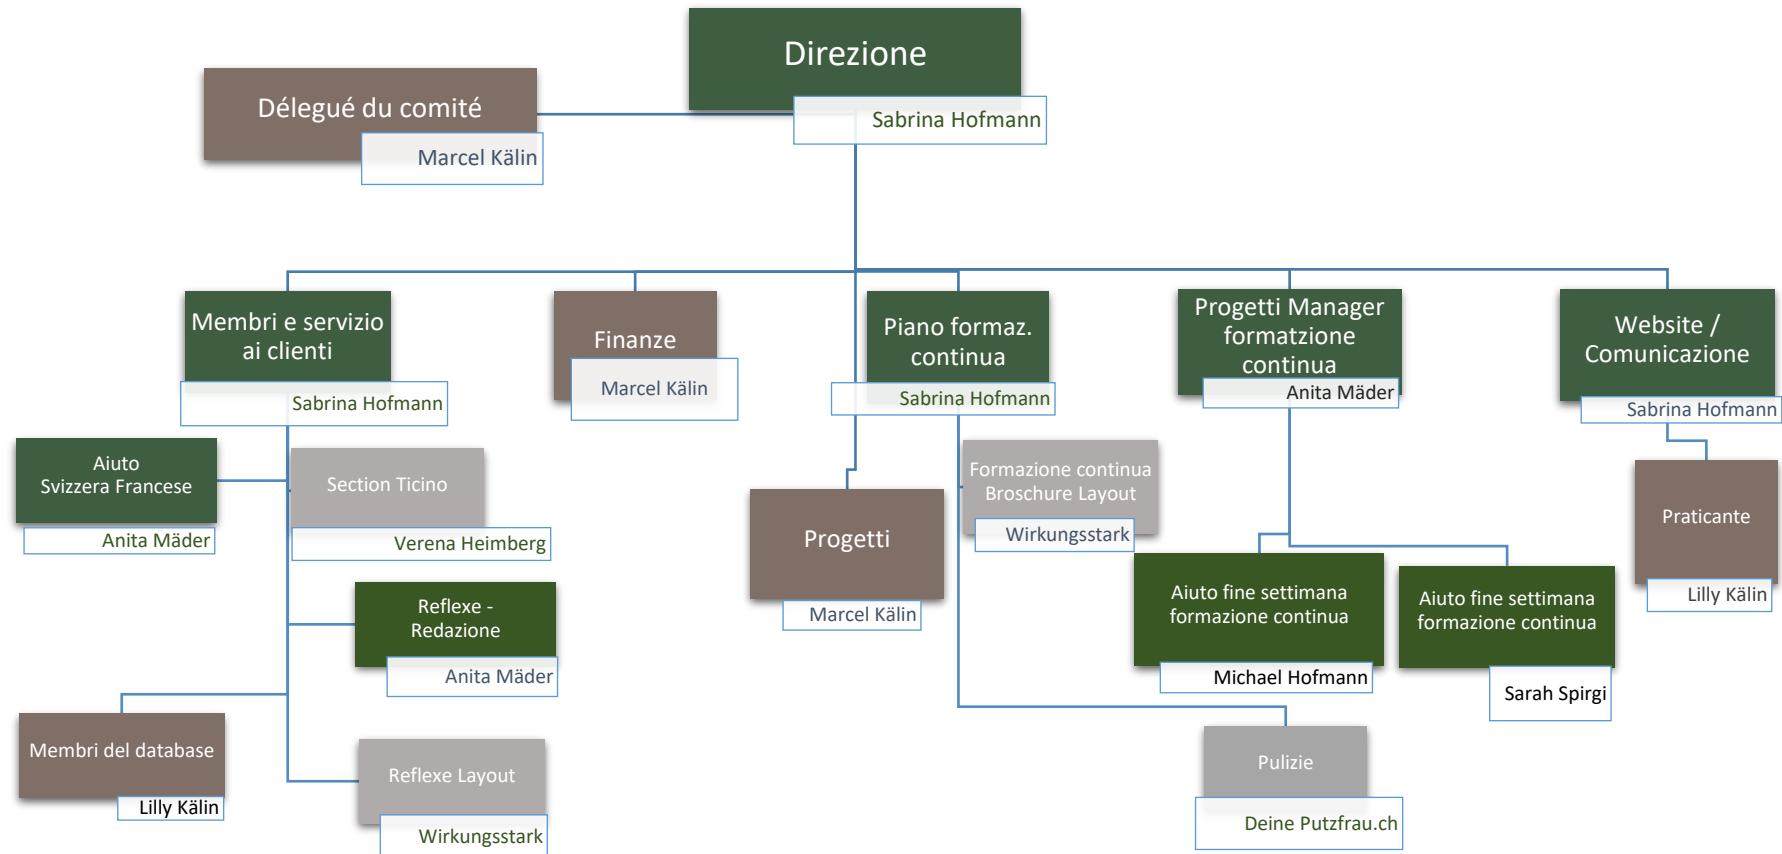 Direzione
Sabrina Hofmann
Délegué du comité
Marcel Kälin
Membri e servizio
ai clienti
Sabrina Hofmann
Finanze
Marcel Kälin
Piano formaz.
continua
Sabrina Hofmann
Progetti Manager
formatzione
continua
Anita Mäder
Website /
Comunicazione
Sabrina Hofmann
Aiuto
Svizzera Francese
Anita Mäder
Section Ticino
Verena Heimberg
Reflexe -
Redazione
Anita Mäder
Membri del database
Lilly Kälin
Reflexe Layout
Wirkungsstark
Progetti
Marcel Kälin
Formazione continua
Broschure Layout
Wirkungsstark
Pulizie
Deine Putzfrau.ch
Aiuto fine settimana
formazione continua
Michael Hofmann
Aiuto fine settimana
formazione continua
Sarah Spirgi
Praticante
Lilly Kälin